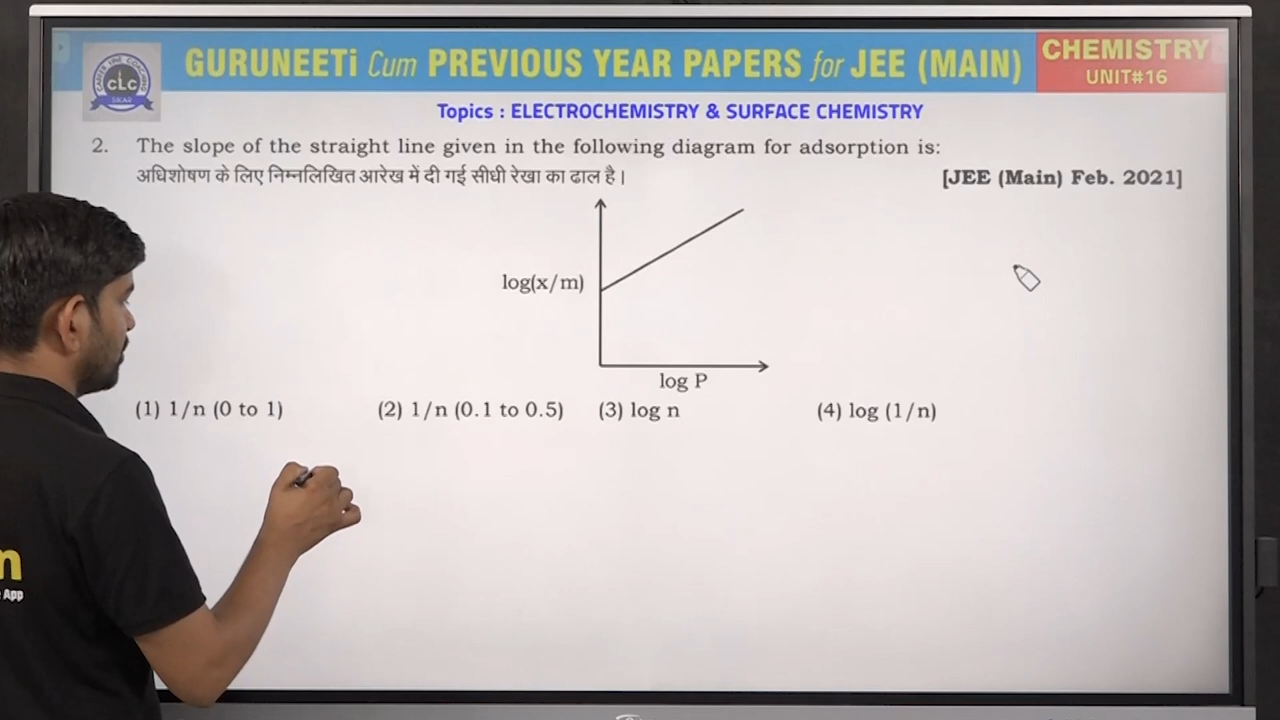 GURUNEETi Cum PREVIOUS YEAR PAPERS for JEE (MAIN)
CHEMISTRY
UNIT#16
CLC
SIKAR
Topics : ELECTROCHEMISTRY & SURFACE CHEMISTRY
2. The slope of the straight line given in the following diagram for adsorption is:
अधिशोषण के लिए निम्नलिखित आरेख में दी गई सीधी रेखा का ढाल है।
[JEE (Main) Feb. 2021]
log(x/m)
log P
(1) 1/n (0 to 1) (2) 1/n (0.1 to 0.5) (3) log n (4) log (1/n)
n
App